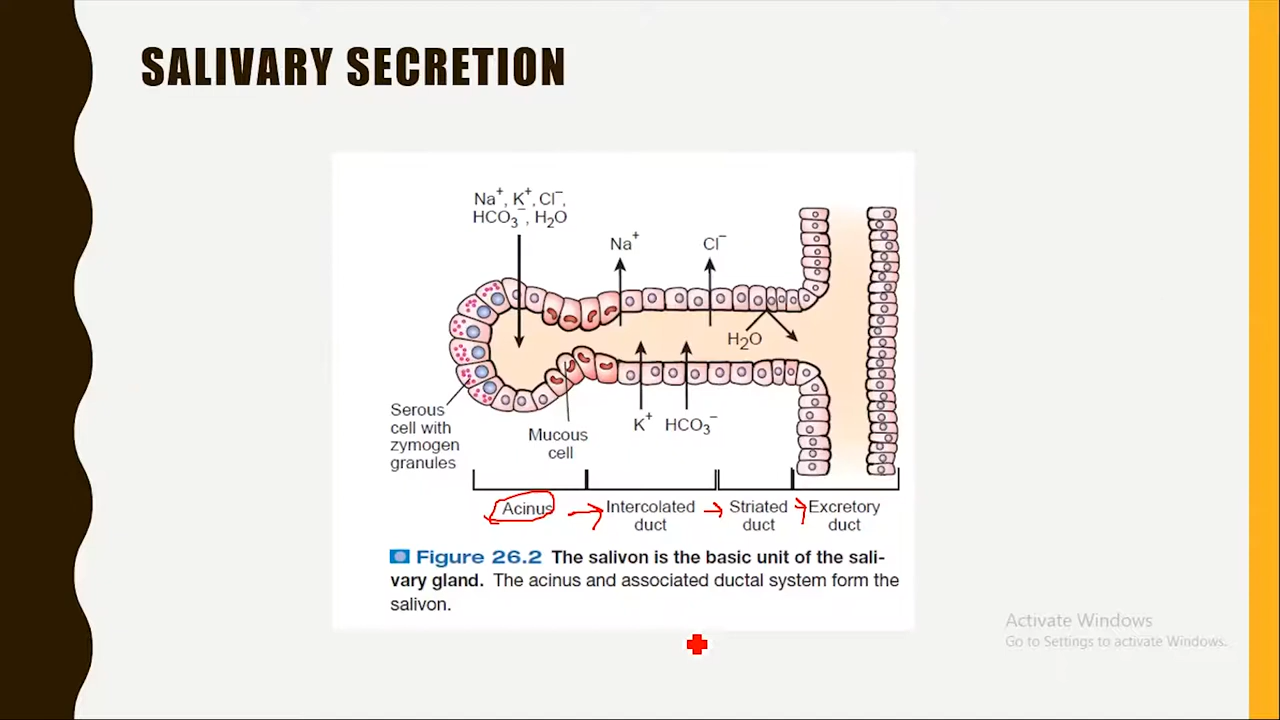 SALIVARY SECRETION
Na⁺, K⁺, Cl⁻,
HCO₃⁻, H₂O
Na⁺
Cl⁻
H₂O
K⁺
HCO₃⁻
Serous
cell with
zymogen
granules
Mucous
cell
Acinus
Intercolated
duct
Striated
duct
Excretory
duct
Figure 26.2 The salivon is the basic unit of the sali-
vary gland. The acinus and associated ductal system form the
salivon.
Activate Windows
Go to Settings to activate Windows.